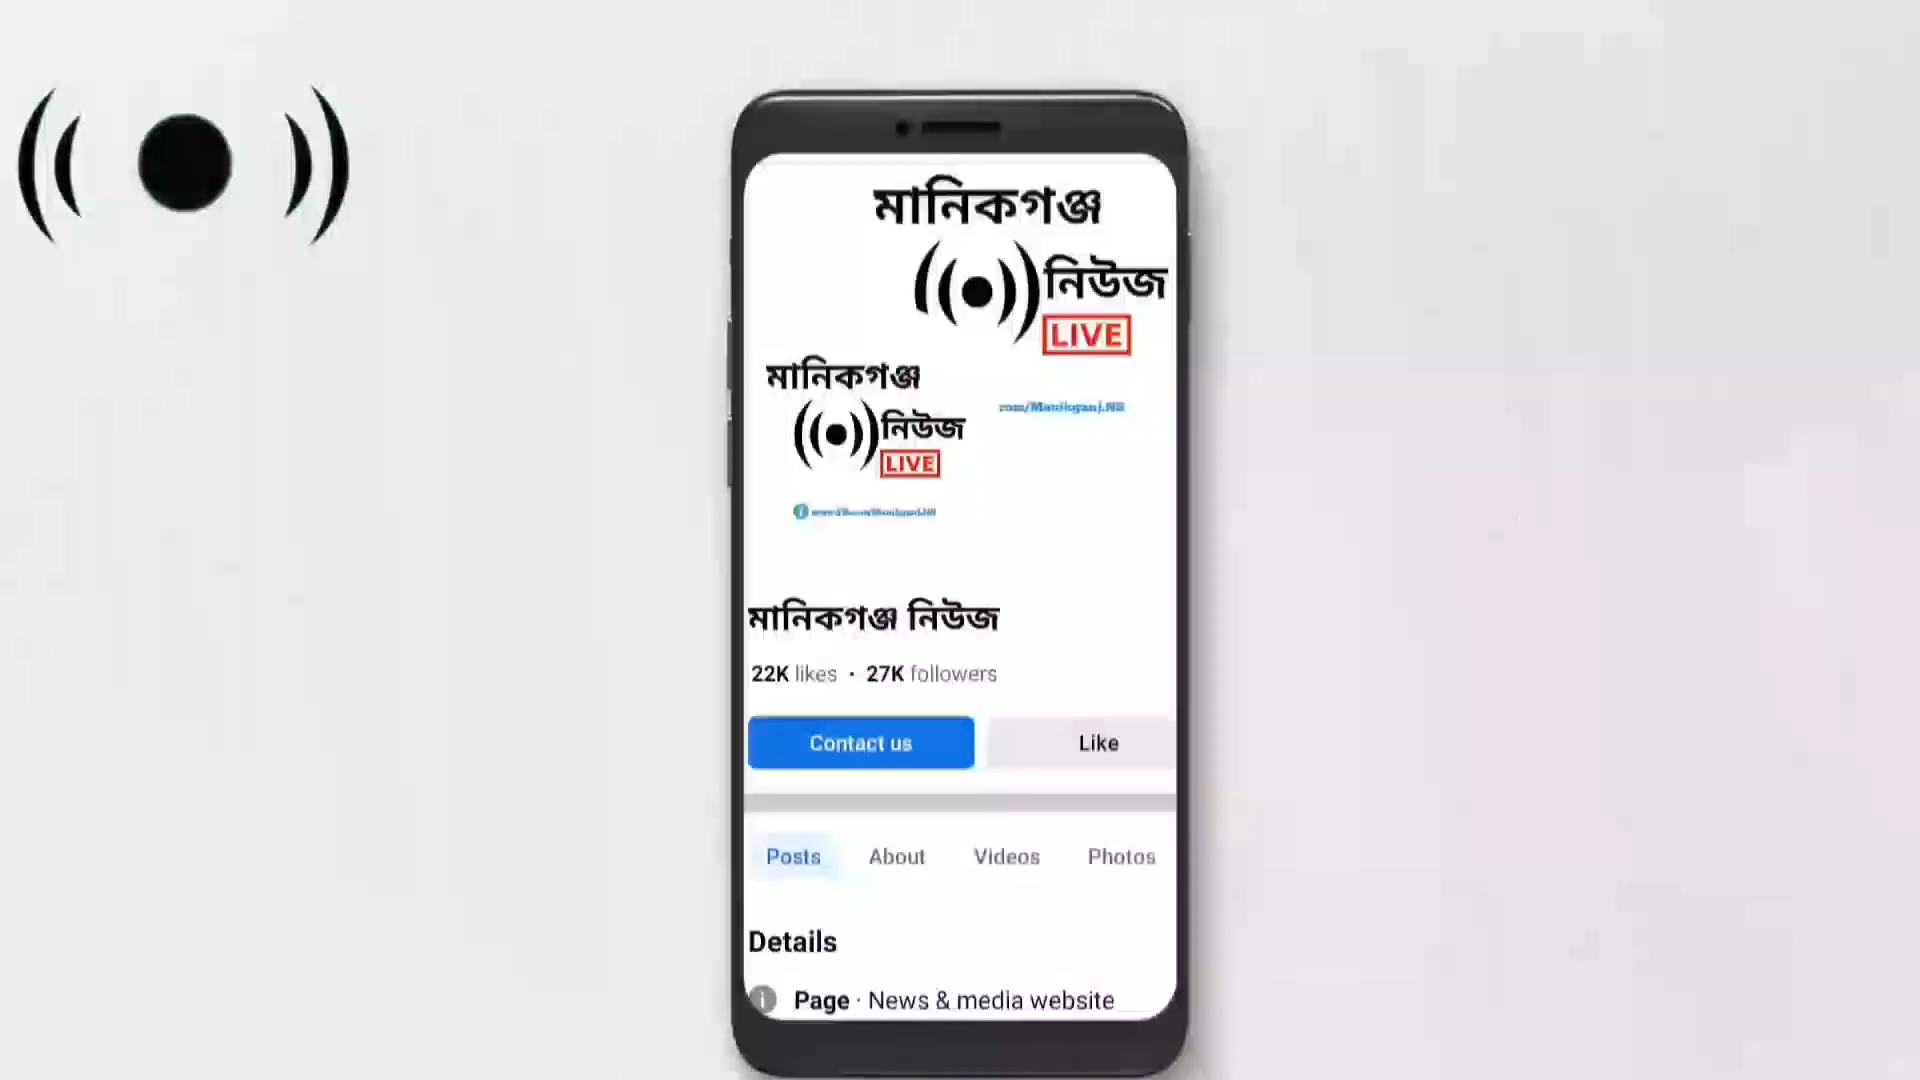 মানিকগঞ্জ
নিউজ
LIVE
মানিকগঞ্জ
নিউজ
LIVE
মানিকগঞ্জ নিউজ
22K likes · 27K followers
Contact us
Like
Posts About Videos Photos
Details
Page · News & media website